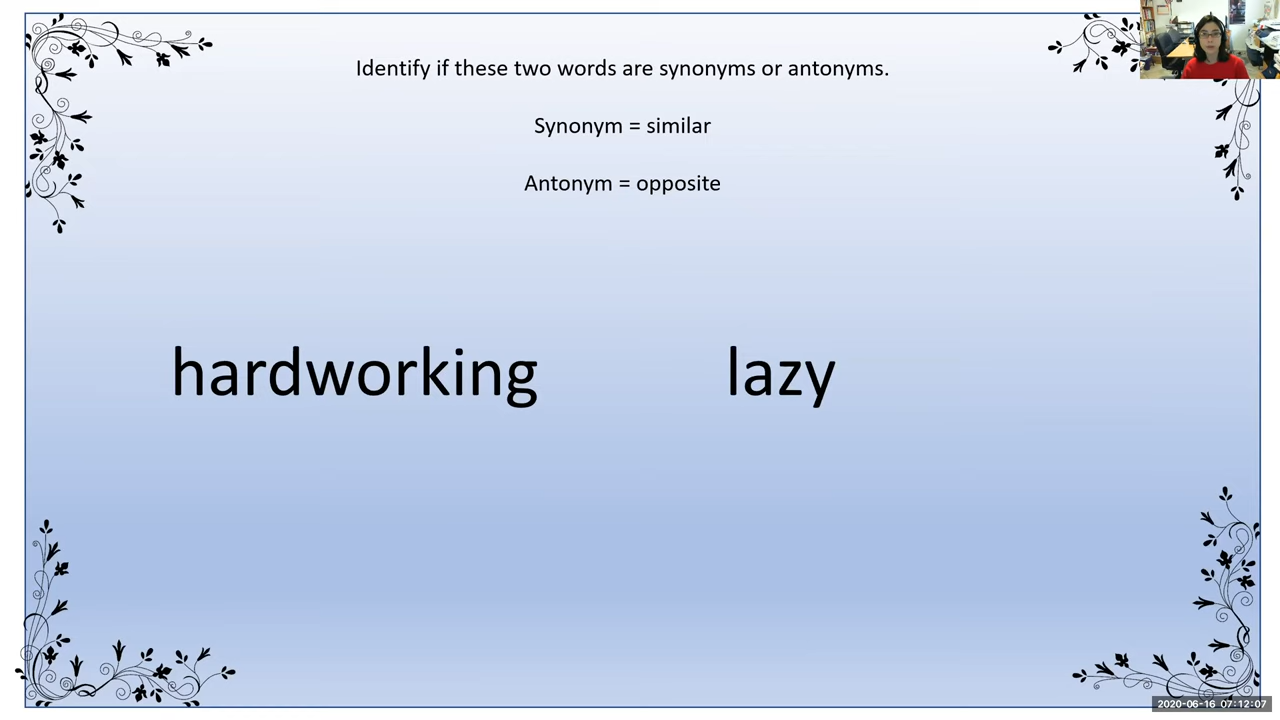 Identify if these two words are synonyms or antonyms.
Synonym = similar
Antonym = opposite
hardworking lazy
2020-06-16 07:12:07